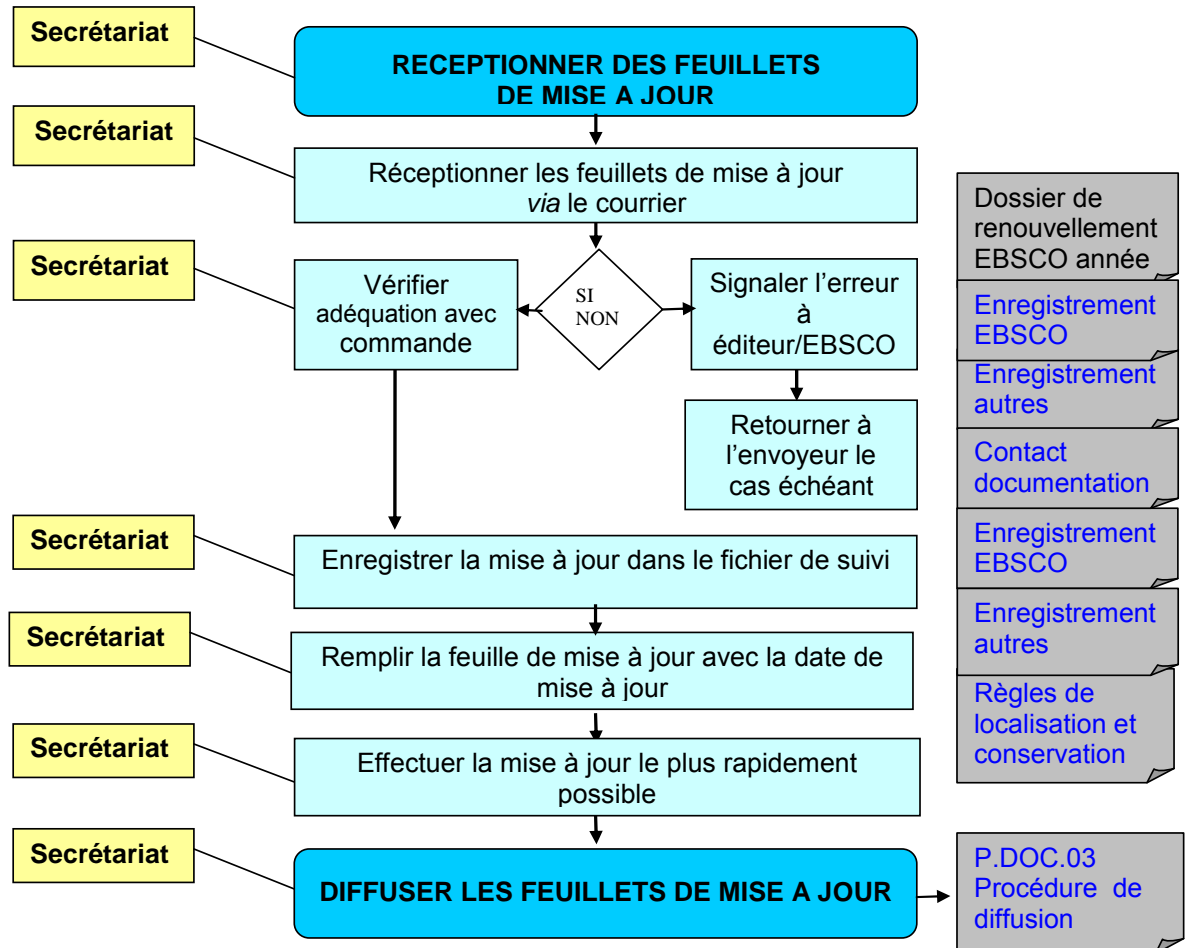 Secrétariat
RECEPTIONNER DES FEUILLETS
DE MISE A JOUR
Secrétariat
Réceptionner les feuillets de mise à jour
via le courrier
Secrétariat
Vérifier
adéquation avec
commande
SI
NON
Signaler l’erreur
à
éditeur/EBSCO
Retourner à
l’envoyeur le
cas échéant
Secrétariat
Enregistrer la mise à jour dans le fichier de suivi
Secrétariat
Remplir la feuille de mise à jour avec la date de
mise à jour
Secrétariat
Effectuer la mise à jour le plus rapidement
possible
Secrétariat
DIFFUSER LES FEUILLETS DE MISE A JOUR
Dossier de
renouvellement
EBSCO année
Enregistrement
EBSCO
Enregistrement
autres
Contact
documentation
Enregistrement
EBSCO
Enregistrement
autres
Règles de
localisation et
conservation
P.DOC.03
Procédure de
diffusion